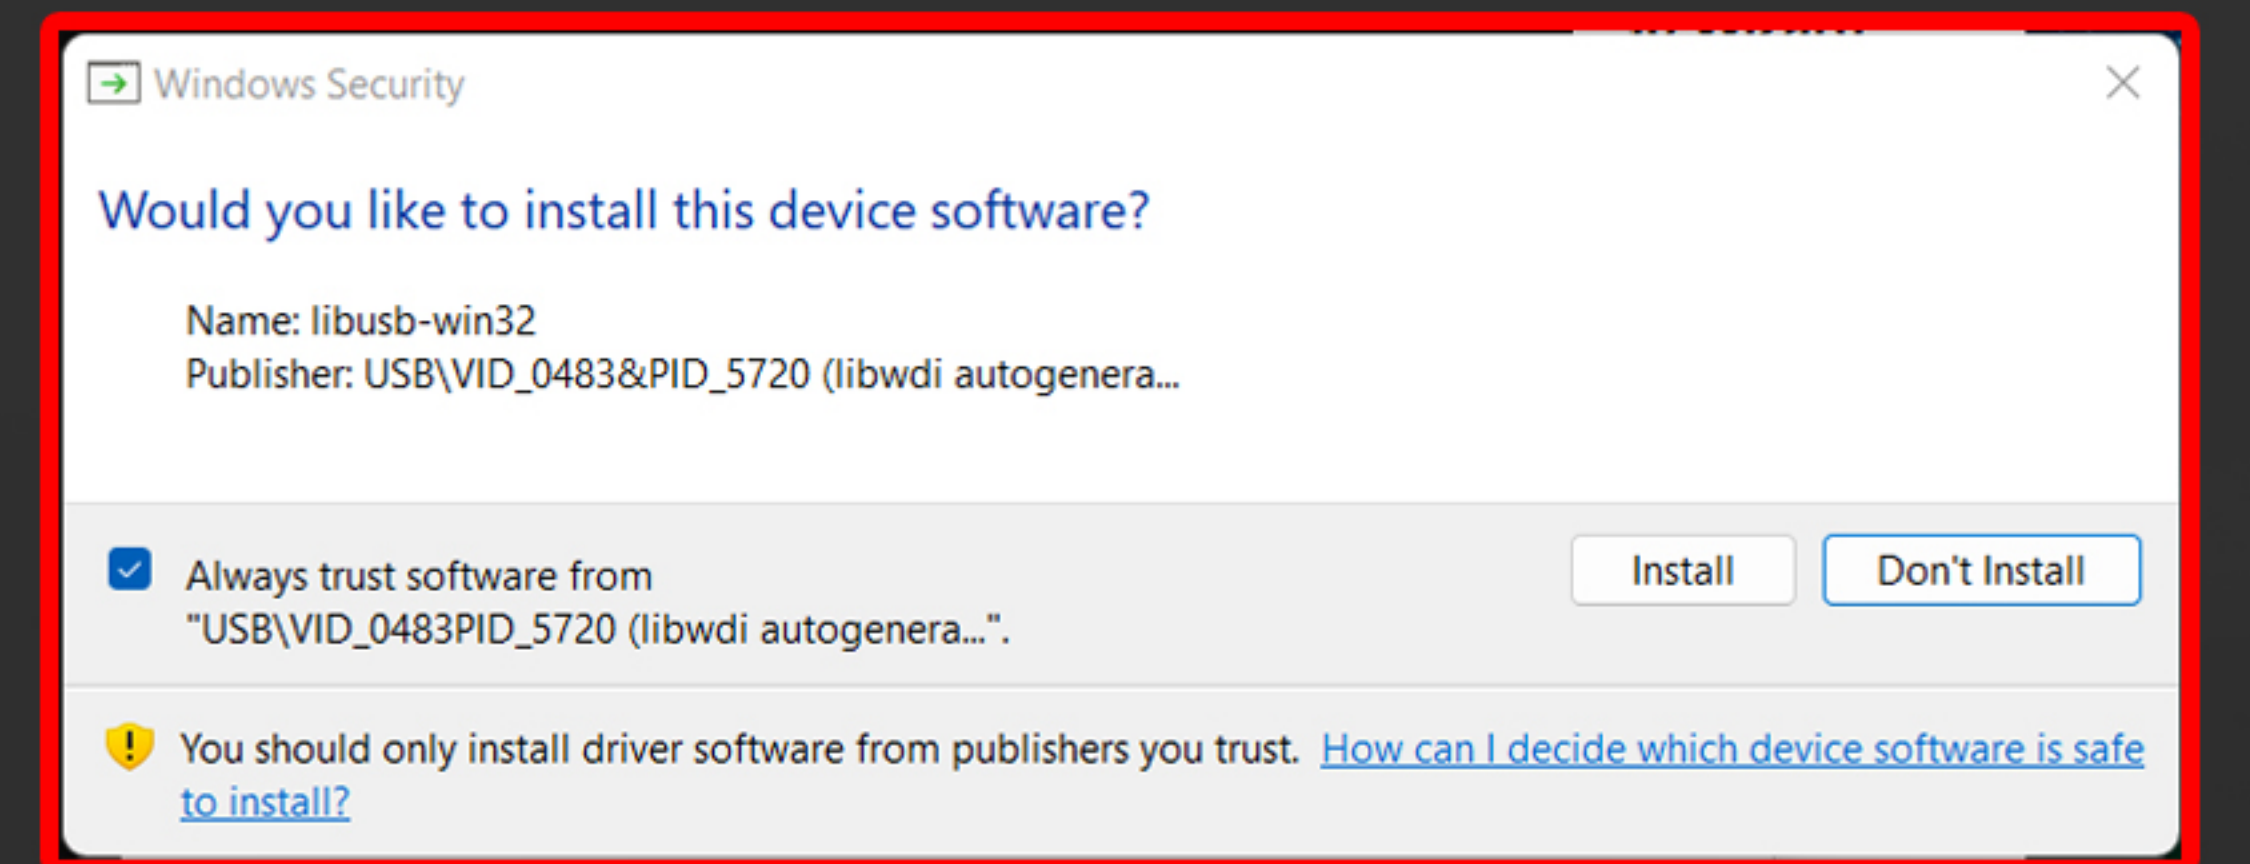 Windows Security
Would you like to install this device software?
Name: libusb-win32
Publisher: USB\VID_0483&PID_5720 (libwdi autogenera...
Always trust software from
"USB\VID_0483PID_5720 (libwdi autogenera...".
Install
Don't Install
You should only install driver software from publishers you trust. How can I decide which device software is safe
to install?